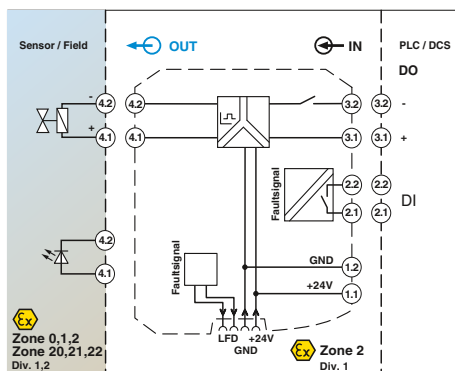 Sensor / Field
OUT
IN
PLC / DCS
DO
-
4.2
4.2
3.2
3.2
-
+
4.1
4.1
3.1
3.1
+
Faultsignal
2.2
2.2
2.1
2.1
DI
4.2
4.1
Faultsignal
GND
1.2
+24V
1.1
LFD
+24V
GND
Ex
Zone 0,1,2
Zone 20,21,22
Div. 1,2
Ex
Zone 2
Div. 1